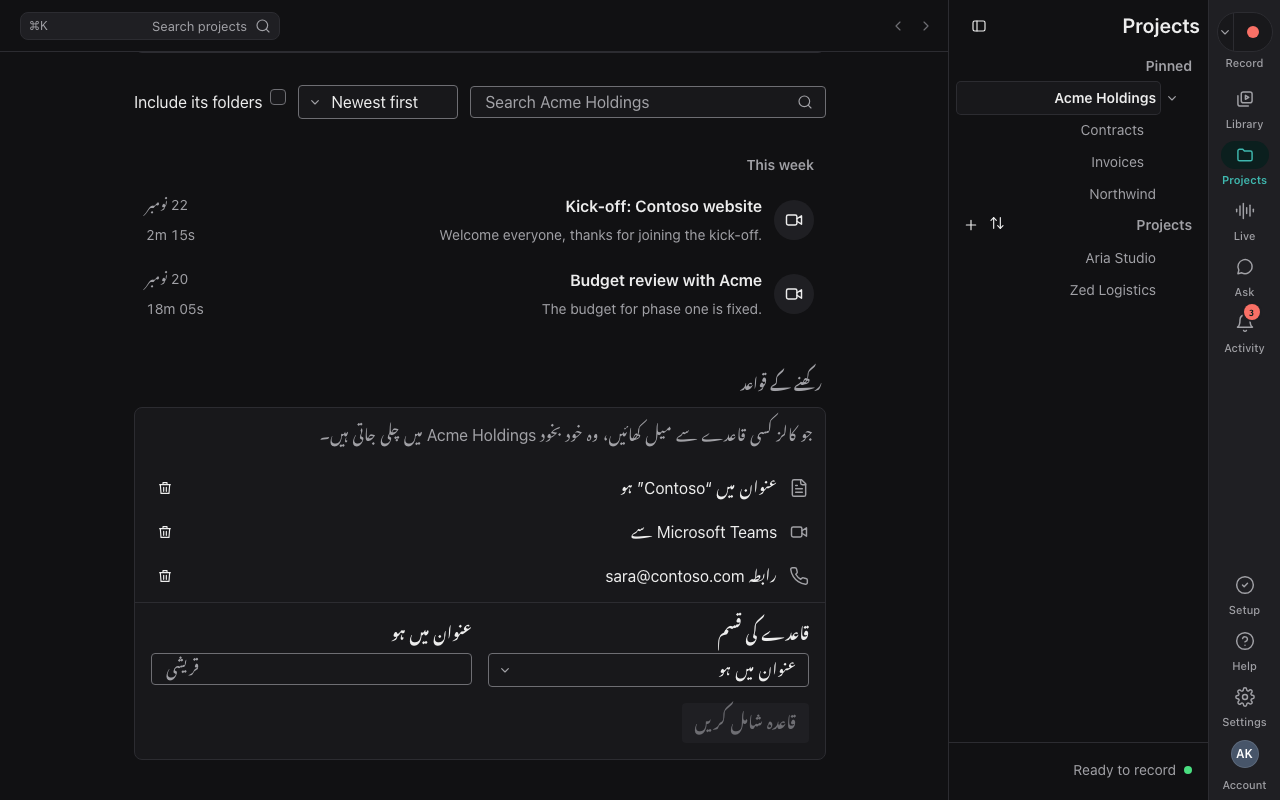 Projects
Search projects
⌘K
Record
Library
Projects
Live
Ask
3
Activity
Setup
Help
Settings
AK
Account
Pinned
Acme Holdings
Contracts
Invoices
Northwind
Projects
Aria Studio
Zed Logistics
Ready to record
Search Acme Holdings
Newest first
Include its folders
This week
Kick-off: Contoso website
22 نومبر
Welcome everyone, thanks for joining the kick-off.
2m 15s
Budget review with Acme
20 نومبر
The budget for phase one is fixed.
18m 05s
رکھنے کے قواعد
جو کالز کسی قاعدے سے میل کھائیں، وہ خود بخود Acme Holdings میں چلی جاتی ہیں۔
عنوان میں “Contoso” ہو
Microsoft Teams سے
رابطہ sara@contoso.com
قاعدے کی قسم
عنوان میں ہو
عنوان میں ہو
قریشی
قاعدہ شامل کریں